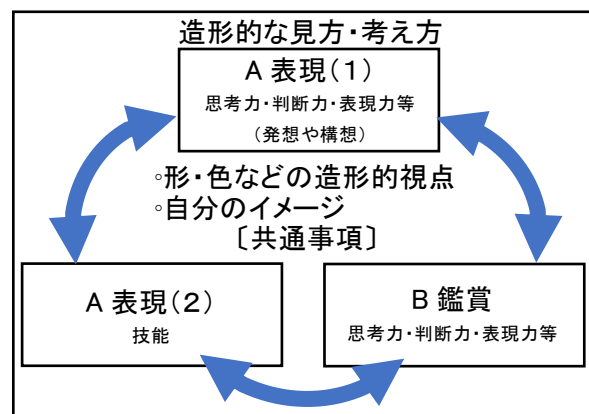 造形的な見方・考え方
A 表現(1)
思考力・判断力・表現力等
(発想や構想)
◦形・色などの造形的視点
◦自分のイメージ
〔共通事項〕
A 表現(2)
技能
B 鑑賞
思考力・判断力・表現力等